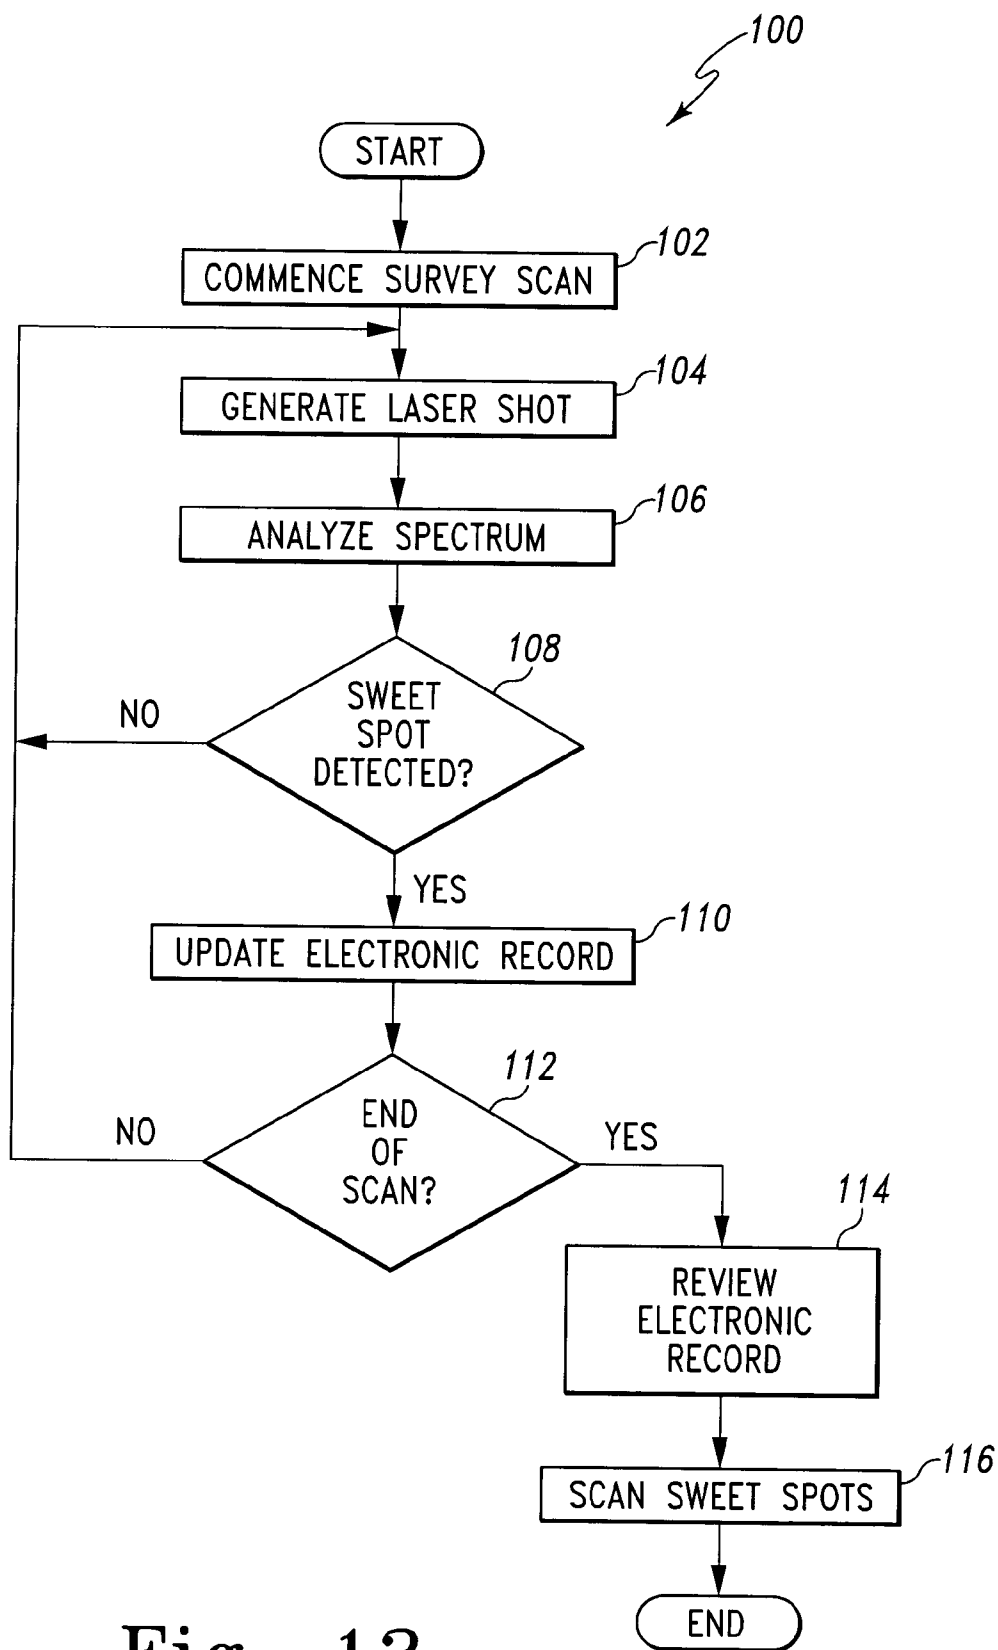 100
START
102
COMMENCE SURVEY SCAN
104
GENERATE LASER SHOT
106
ANALYZE SPECTRUM
108
SWEET
SPOT
DETECTED?
NO
YES
110
UPDATE ELECTRONIC RECORD
112
END
OF
SCAN?
NO
YES
114
REVIEW
ELECTRONIC
RECORD
116
SCAN SWEET SPOTS
END